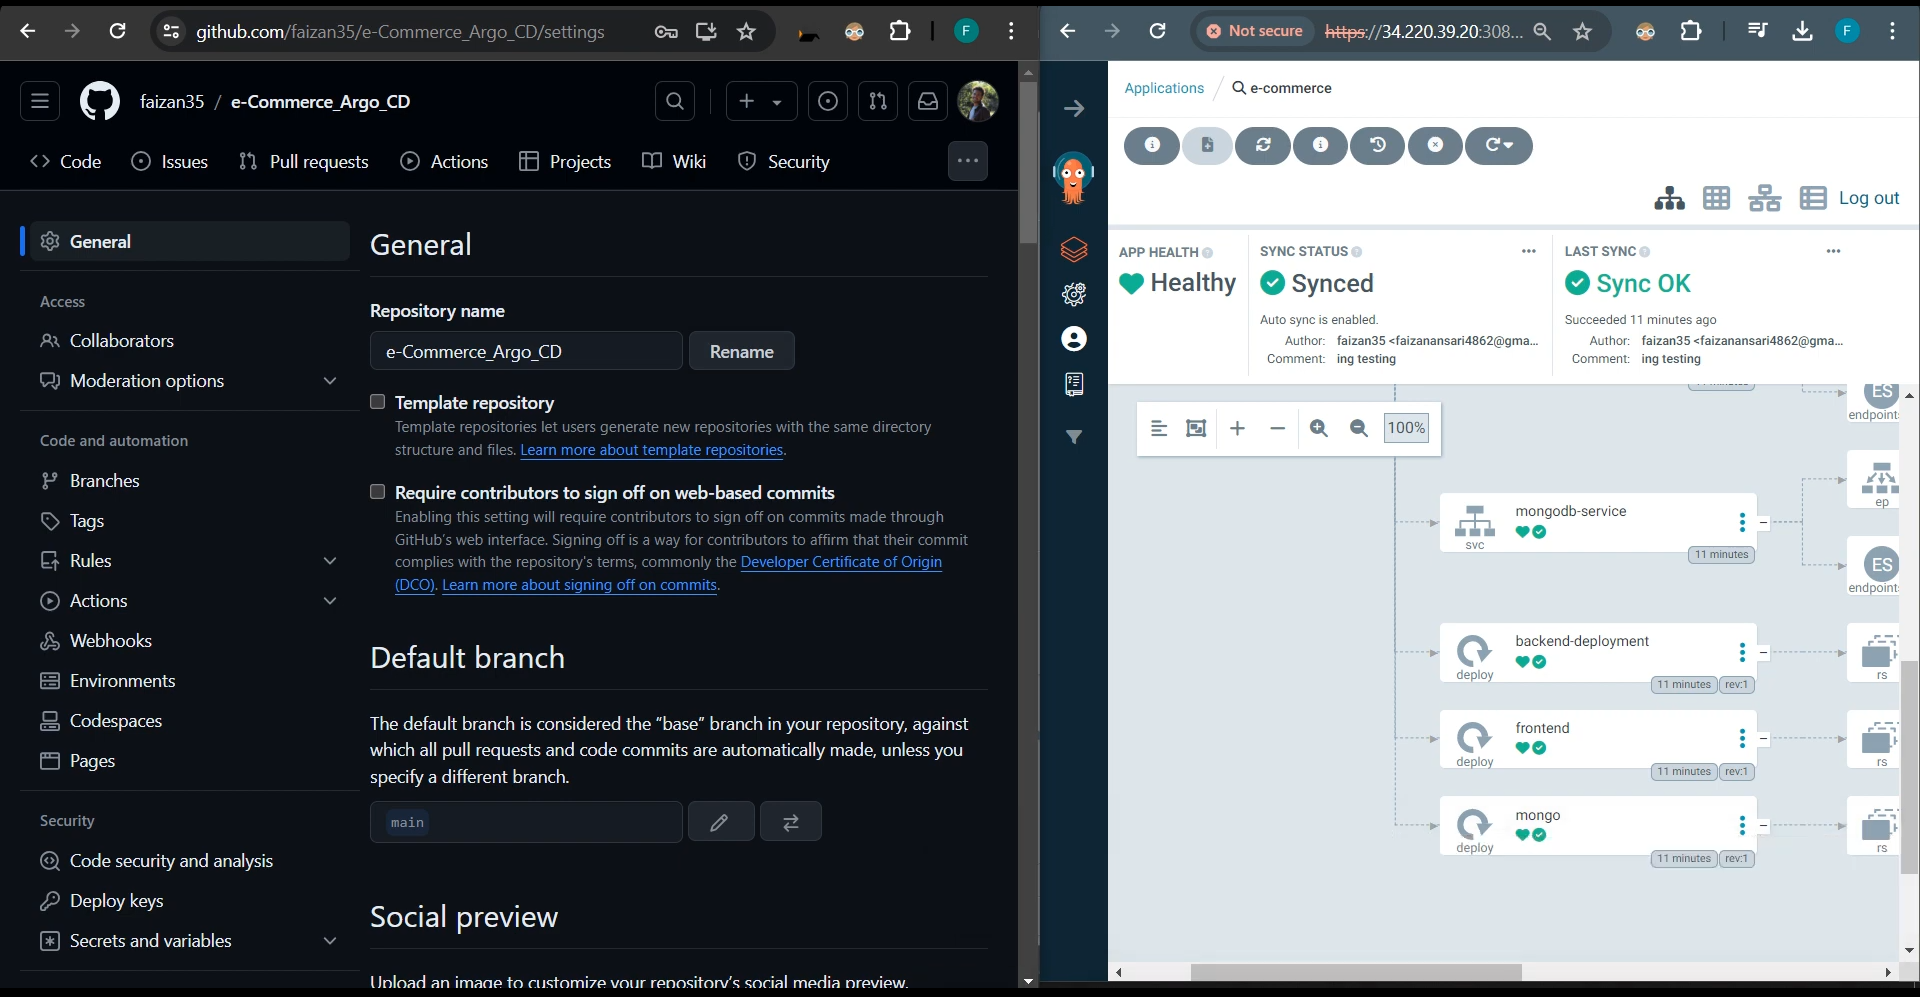 github.com/faizan35/e-Commerce_Argo_CD/settings
F
faizan35 / e-Commerce_Argo_CD
Code
Issues
Pull requests
Actions
Projects
Wiki
Security
General
Access
Collaborators
Moderation options
Code and automation
Branches
Tags
Rules
Actions
Webhooks
Environments
Codespaces
Pages
Security
Code security and analysis
Deploy keys
Secrets and variables
General
Repository name
e-Commerce_Argo_CD
Rename
Template repository
Template repositories let users generate new repositories with the same directory
structure and files. Learn more about template repositories.
Require contributors to sign off on web-based commits
Enabling this setting will require contributors to sign off on commits made through
GitHub's web interface. Signing off is a way for contributors to affirm that their commit
complies with the repository's terms, commonly the Developer Certificate of Origin
(DCO). Learn more about signing off on commits.
Default branch
The default branch is considered the "base" branch in your repository, against
which all pull requests and code commits are automatically made, unless you
specify a different branch.
main
Social preview
Upload an image to customize your repository's social media preview.
Not secure
https://34.220.39.20:308...
F
Applications / e-commerce
Log out
APP HEALTH
Healthy
SYNC STATUS
Synced
Auto sync is enabled.
Author: faizan35 <faizanansari4862@gma...
Comment: ing testing
LAST SYNC
Sync OK
Succeeded 11 minutes ago
Author: faizan35 <faizanansari4862@gma...
Comment: ing testing
100%
11 minutes
ES
endpoint
mongodb-service
svc
11 minutes
ep
ES
endpoint
backend-deployment
deploy
11 minutes
rev:1
rs
frontend
deploy
11 minutes
rev:1
rs
mongo
deploy
11 minutes
rev:1
rs